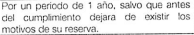 Por un periodo de 1 año, salvo que antes
del cumplimiento dejara de existir los
motivos de su reserva.